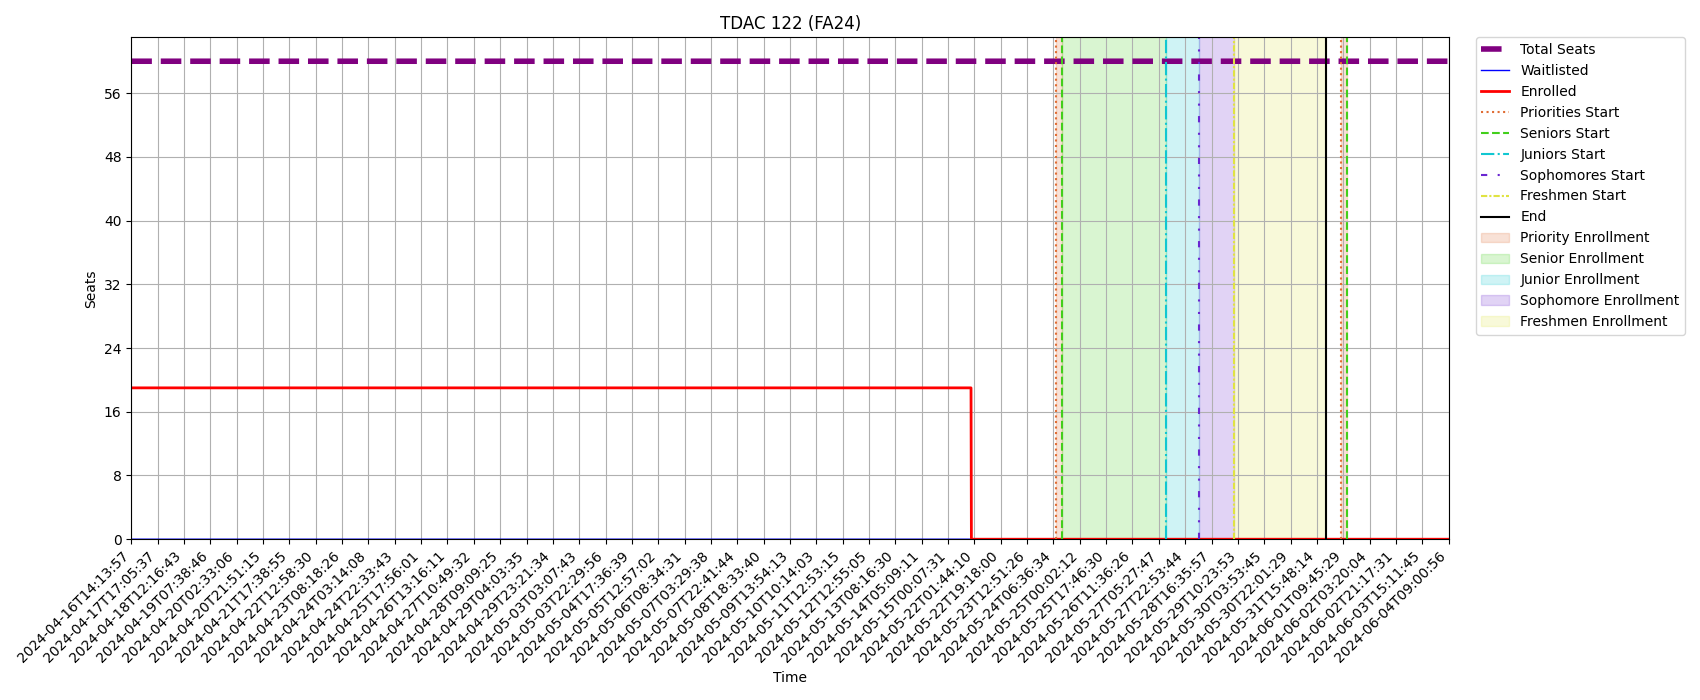 TDAC 122 (FA24)
Total Seats
Waitlisted
Enrolled
Priorities Start
Seniors Start
Juniors Start
Sophomores Start
Freshmen Start
End
Priority Enrollment
Senior Enrollment
Junior Enrollment
Sophomore Enrollment
Freshmen Enrollment
Seats
56
48
40
32
24
16
8
0
2024-04-16T14:13:57
2024-04-17T17:05:37
2024-04-18T12:16:43
2024-04-19T07:38:46
2024-04-20T02:33:06
2024-04-20T21:51:15
2024-04-21T17:38:55
2024-04-22T12:58:30
2024-04-23T08:18:26
2024-04-24T03:14:08
2024-04-24T22:33:43
2024-04-25T17:56:01
2024-04-26T13:16:11
2024-04-27T10:49:32
2024-04-28T09:09:25
2024-04-29T04:03:35
2024-04-29T23:21:34
2024-05-03T03:07:43
2024-05-03T22:29:56
2024-05-04T17:36:39
2024-05-05T12:57:02
2024-05-06T08:34:31
2024-05-07T03:29:38
2024-05-07T22:41:44
2024-05-08T18:33:40
2024-05-09T13:54:13
2024-05-10T10:14:03
2024-05-11T12:53:15
2024-05-12T12:55:05
2024-05-13T08:16:30
2024-05-14T05:09:11
2024-05-15T00:07:31
2024-05-22T01:44:10
2024-05-22T19:18:00
2024-05-23T12:51:26
2024-05-24T06:36:34
2024-05-25T00:02:12
2024-05-25T17:46:30
2024-05-26T11:36:26
2024-05-27T05:27:47
2024-05-27T22:53:44
2024-05-28T16:35:57
2024-05-29T10:23:53
2024-05-30T03:53:45
2024-05-30T22:01:29
2024-05-31T15:48:14
2024-06-01T09:45:29
2024-06-02T03:20:04
2024-06-02T21:17:31
2024-06-03T15:11:45
2024-06-04T09:00:56
Time